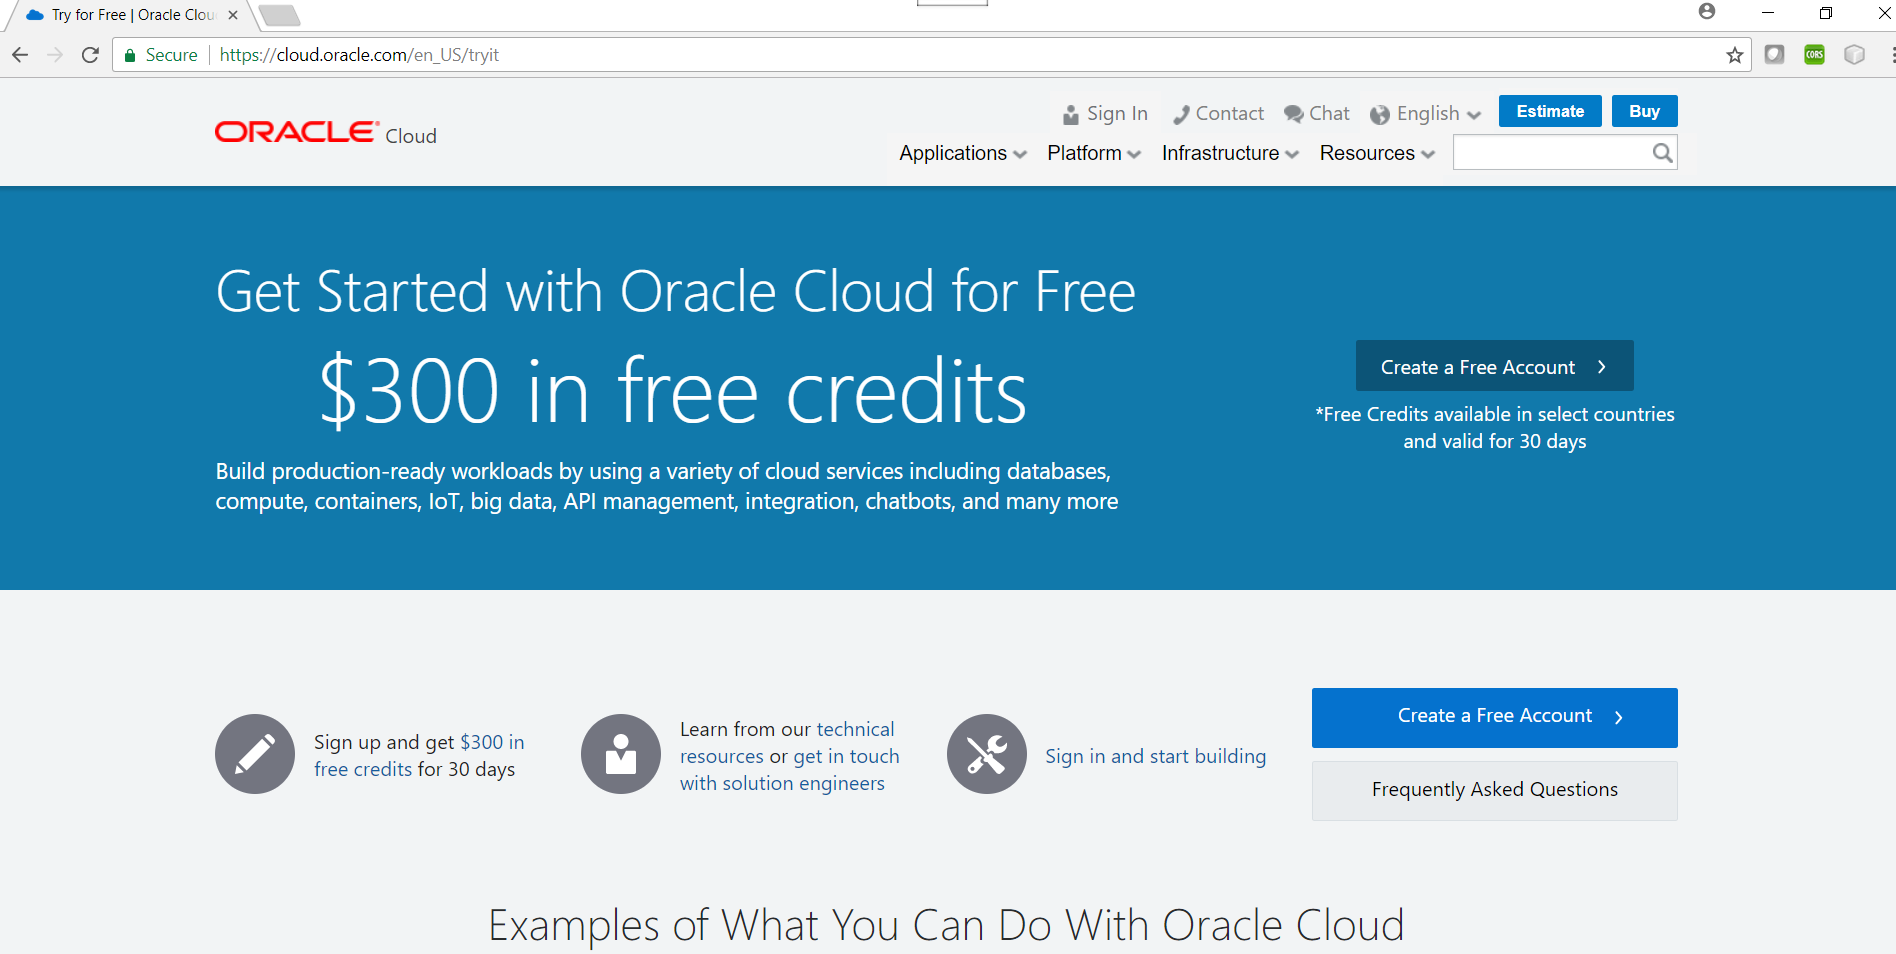 Try for Free | Oracle Clou
Secure https://cloud.oracle.com/en_US/tryit
CORS
Sign In Contact Chat English Estimate Buy
ORACLE Cloud
Applications Platform Infrastructure Resources
Get Started with Oracle Cloud for Free
$300 in free credits
Build production-ready workloads by using a variety of cloud services including databases,
compute, containers, IoT, big data, API management, integration, chatbots, and many more
Create a Free Account
*Free Credits available in select countries
and valid for 30 days
Sign up and get $300 in
free credits for 30 days
Learn from our technical
resources or get in touch
with solution engineers
Sign in and start building
Create a Free Account
Frequently Asked Questions
Examples of What You Can Do With Oracle Cloud